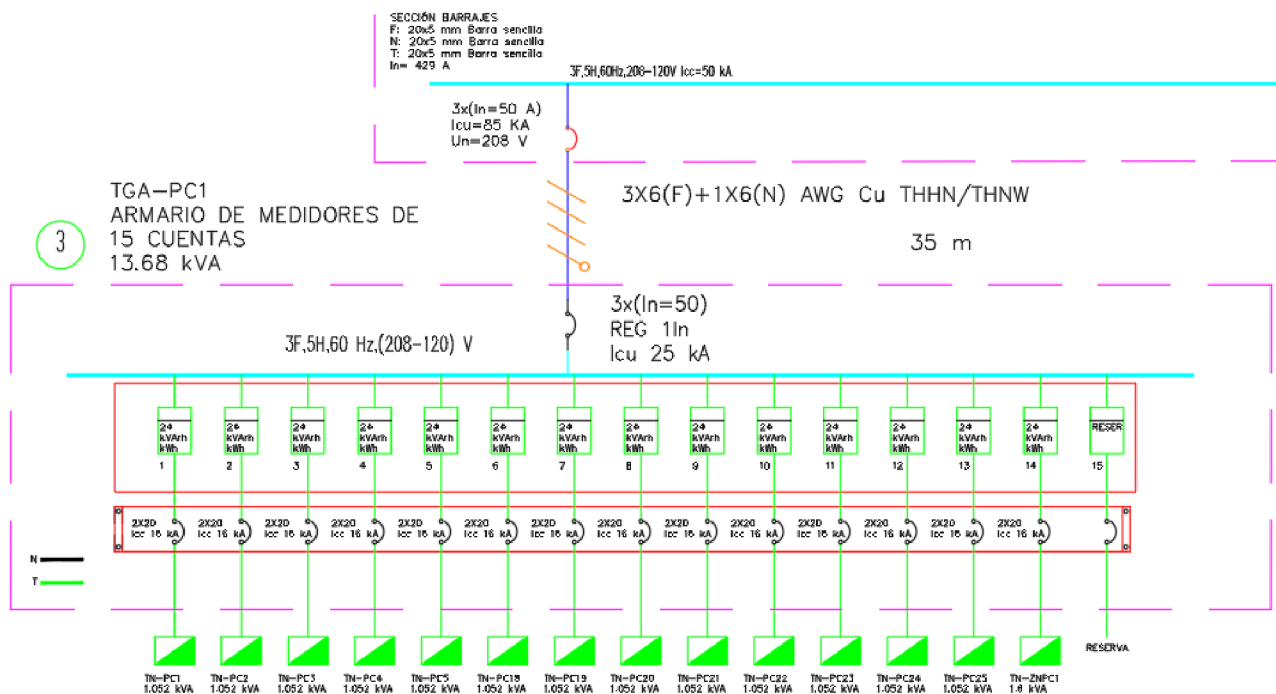 SECCIÓN BARRAJES
F: 20x5 mm Barra sencilla
N: 20x5 mm Barra sencilla
T: 20x5 mm Barra sencilla
In= 429 A
3F,5H,60Hz,208-120V Icc=50 kA
3x(In=50 A)
Icu=85 KA
Un=208 V
TGA-PC1
ARMARIO DE MEDIDORES DE
15 CUENTAS
13.68 kVA
3
3X6(F)+1X6(N) AWG Cu THHN/THNW
35 m
3x(In=50)
REG 1In
Icu 25 kA
3F,5H,60 Hz,(208-120) V
2Φ 2Φ 2Φ 2Φ 2Φ 2Φ 2Φ 2Φ 2Φ 2Φ 2Φ 2Φ 2Φ 2Φ RESER
kVArh kVArh kVArh kVArh kVArh kVArh kVArh kVArh kVArh kVArh kVArh kVArh kVArh kVArh
kWh kWh kWh kWh kWh kWh kWh kWh kWh kWh kWh kWh kWh kWh
1 2 3 4 5 6 7 8 9 10 11 12 13 14 15
2X20 2X20 2X20 2X20 2X20 2X20 2X20 2X20 2X20 2X20 2X20 2X20 2X20 2X20
Icc 16 kA Icc 16 kA Icc 16 kA Icc 16 kA Icc 16 kA Icc 16 kA Icc 16 kA Icc 16 kA Icc 16 kA Icc 16 kA Icc 16 kA Icc 16 kA Icc 16 kA Icc 16 kA
N
T
TN-PC1 TN-PC2 TN-PC3 TN-PC4 TN-PC5 TN-PC18 TN-PC19 TN-PC20 TN-PC21 TN-PC22 TN-PC23 TN-PC24 TN-PC25 TN-ZNPC1 RESERVA
1.052 kVA 1.052 kVA 1.052 kVA 1.052 kVA 1.052 kVA 1.052 kVA 1.052 kVA 1.052 kVA 1.052 kVA 1.052 kVA 1.052 kVA 1.052 kVA 1.052 kVA 1.6 kVA